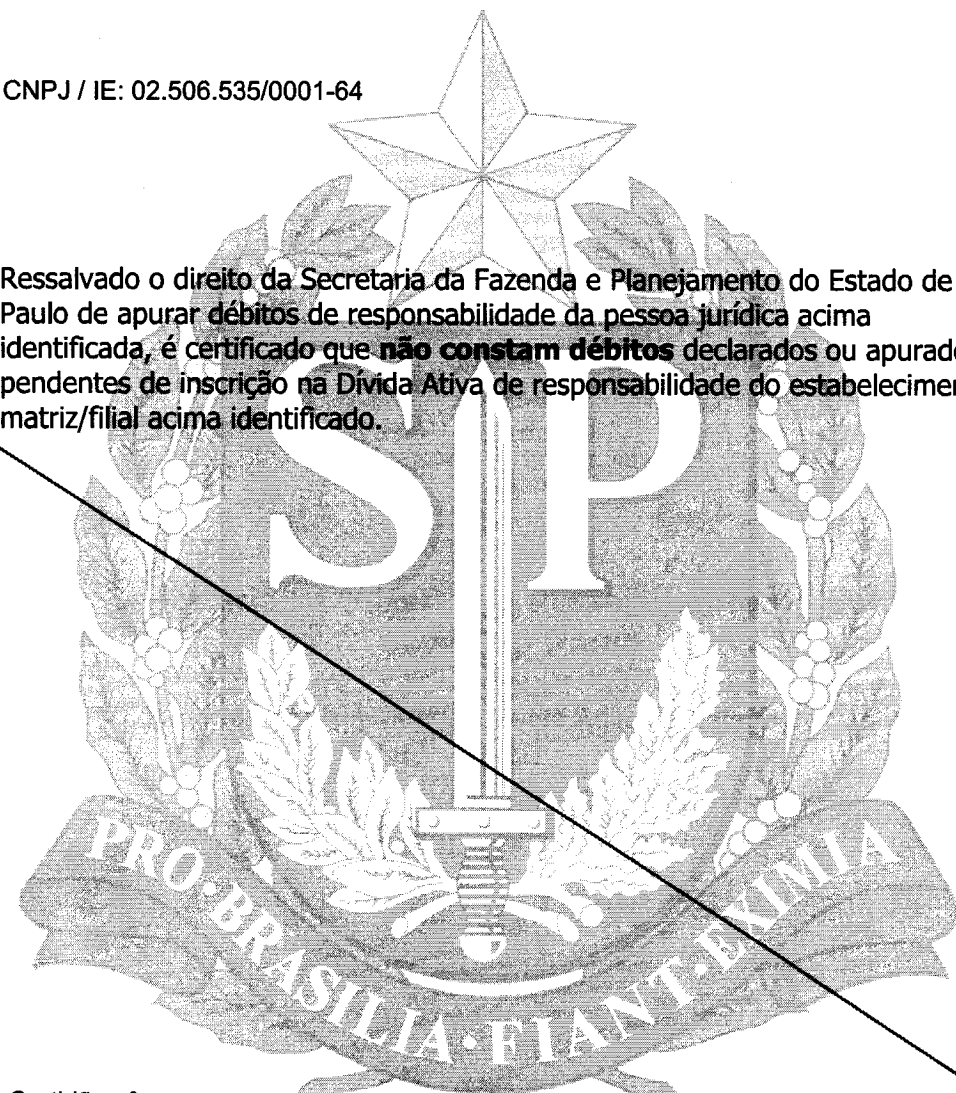 CNPJ / IE: 02.506.535/0001-64
Ressalvado o direito da Secretaria da Fazenda e Planejamento do Estado de
Paulo de apurar débitos de responsabilidade da pessoa jurídica acima
identificada, é certificado que não constam débitos declarados ou apurad
pendentes de inscrição na Dívida Ativa de responsabilidade do estabelecimen
matriz/filial acima identificado.
SP
PRO·BRASILIA·FIANT·EXIMIA